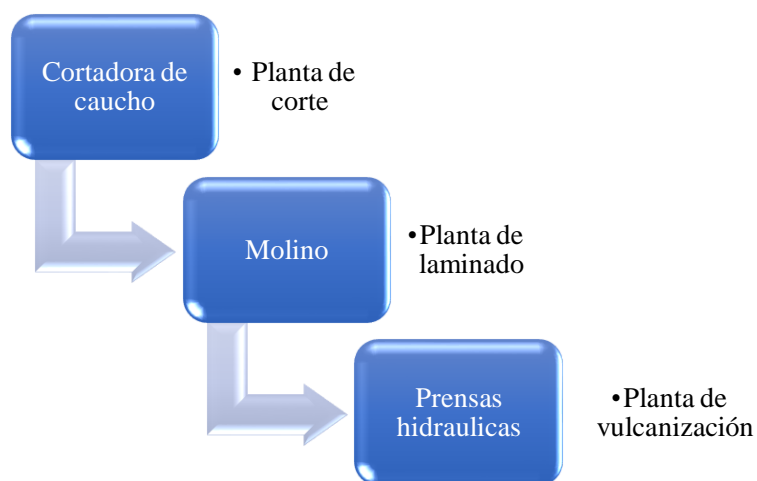 Cortadora de
caucho
• Planta de
corte
Molino
•Planta de
laminado
Prensas
hidraulicas
•Planta de
vulcanización